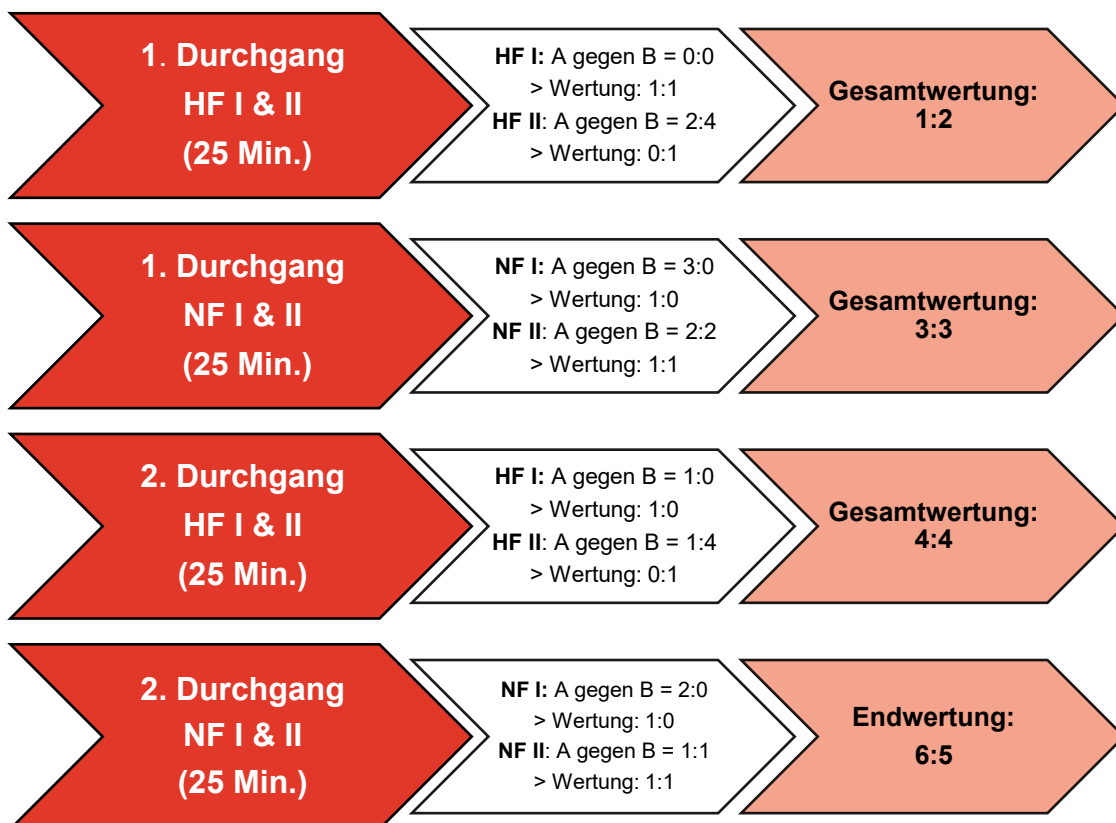 1. Durchgang
HF I & II
(25 Min.)
HF I: A gegen B = 0:0
> Wertung: 1:1
HF II: A gegen B = 2:4
> Wertung: 0:1
Gesamtwertung:
1:2
1. Durchgang
NF I & II
(25 Min.)
NF I: A gegen B = 3:0
> Wertung: 1:0
NF II: A gegen B = 2:2
> Wertung: 1:1
Gesamtwertung:
3:3
2. Durchgang
HF I & II
(25 Min.)
HF I: A gegen B = 1:0
> Wertung: 1:0
HF II: A gegen B = 1:4
> Wertung: 0:1
Gesamtwertung:
4:4
2. Durchgang
NF I & II
(25 Min.)
NF I: A gegen B = 2:0
> Wertung: 1:0
NF II: A gegen B = 1:1
> Wertung: 1:1
Endwertung:
6:5